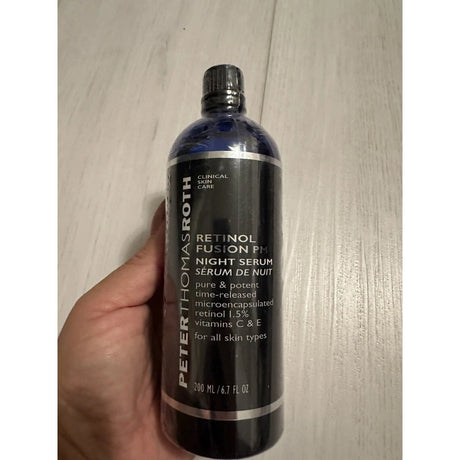 PETERTHOMASROTH
CLINICAL
SKIN
CARE
RETINOL
FUSION PM
NIGHT SERUM
SÉRUM DE NUIT
pure & potent
time-released
microencapsulated
retinol 1.5%
vitamins C & E
for all skin types
200 ML / 6.7 FL OZ